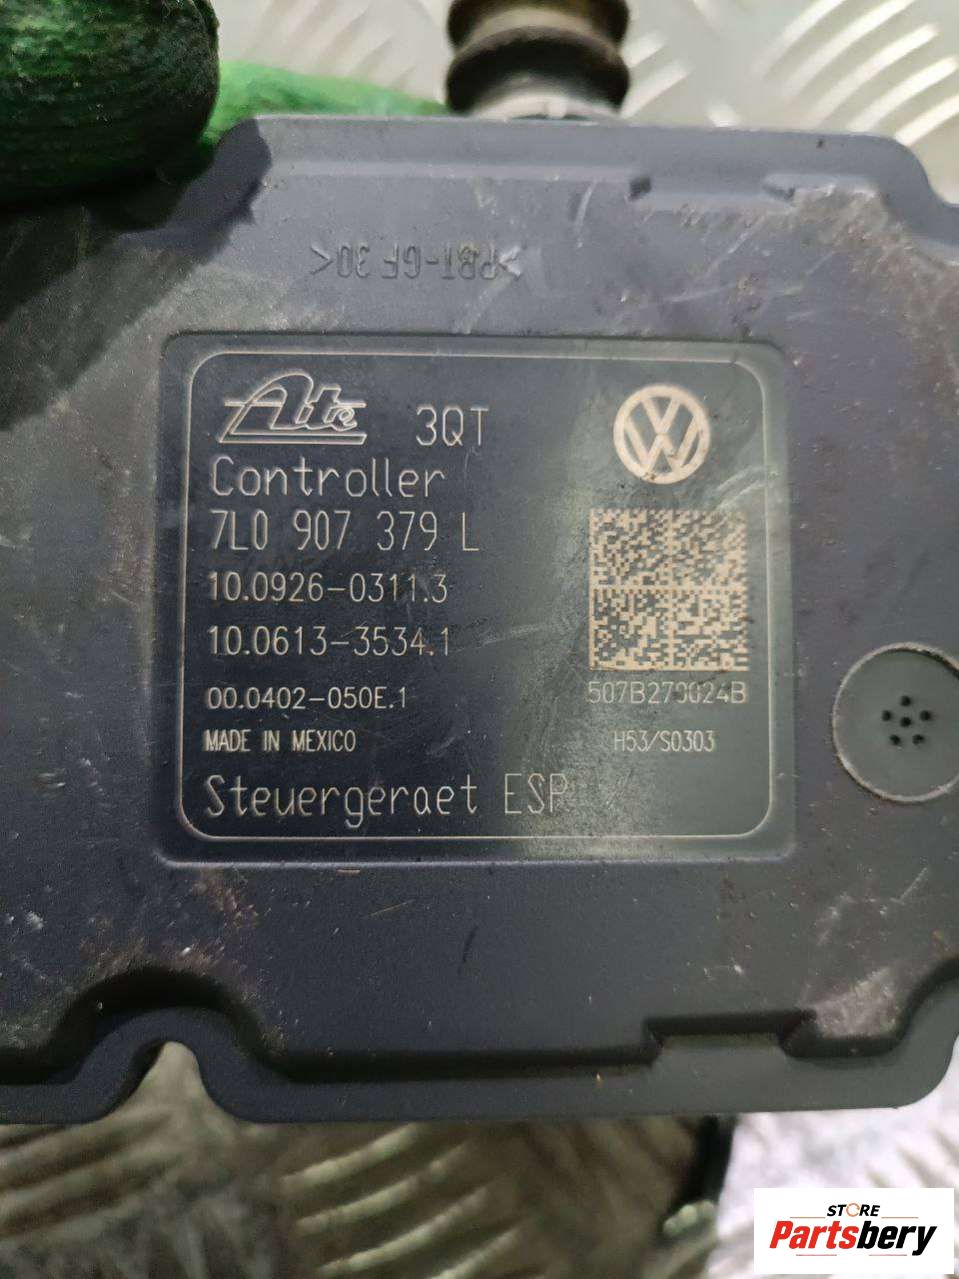 >PBT-GF 30<
Ate 3QT
Controller
7L0 907 379 L
10.0926-0311.3
10.0613-3534.1
00.0402-050E.1
507B279024B
MADE IN MEXICO
H53/S0303
Steuergeraet ESP
STORE
Partsbery